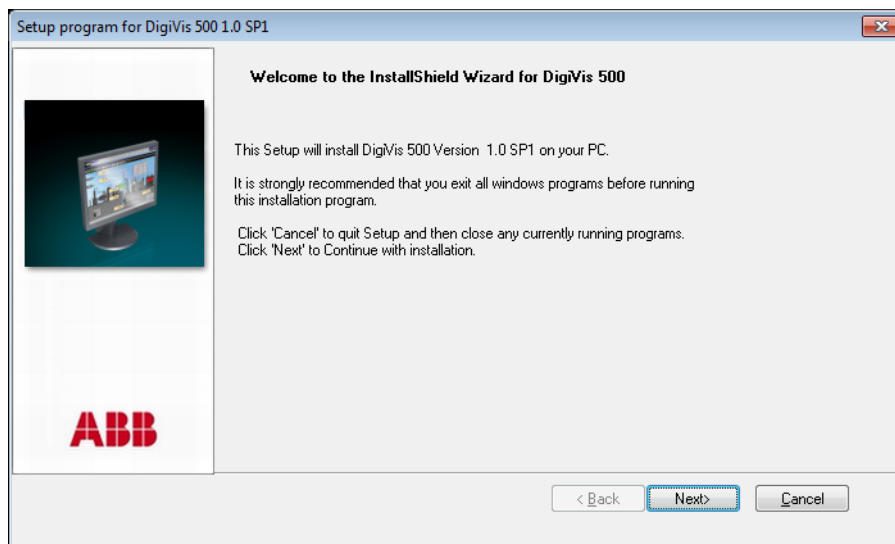 Setup program for DigiVis 500 1.0 SP1
Welcome to the InstallShield Wizard for DigiVis 500
This Setup will install DigiVis 500 Version  1.0 SP1 on your PC.
It is strongly recommended that you exit all windows programs before running
this installation program.
Click 'Cancel' to quit Setup and then close any currently running programs.
Click 'Next' to Continue with installation.
ABB
< Back
Next>
Cancel